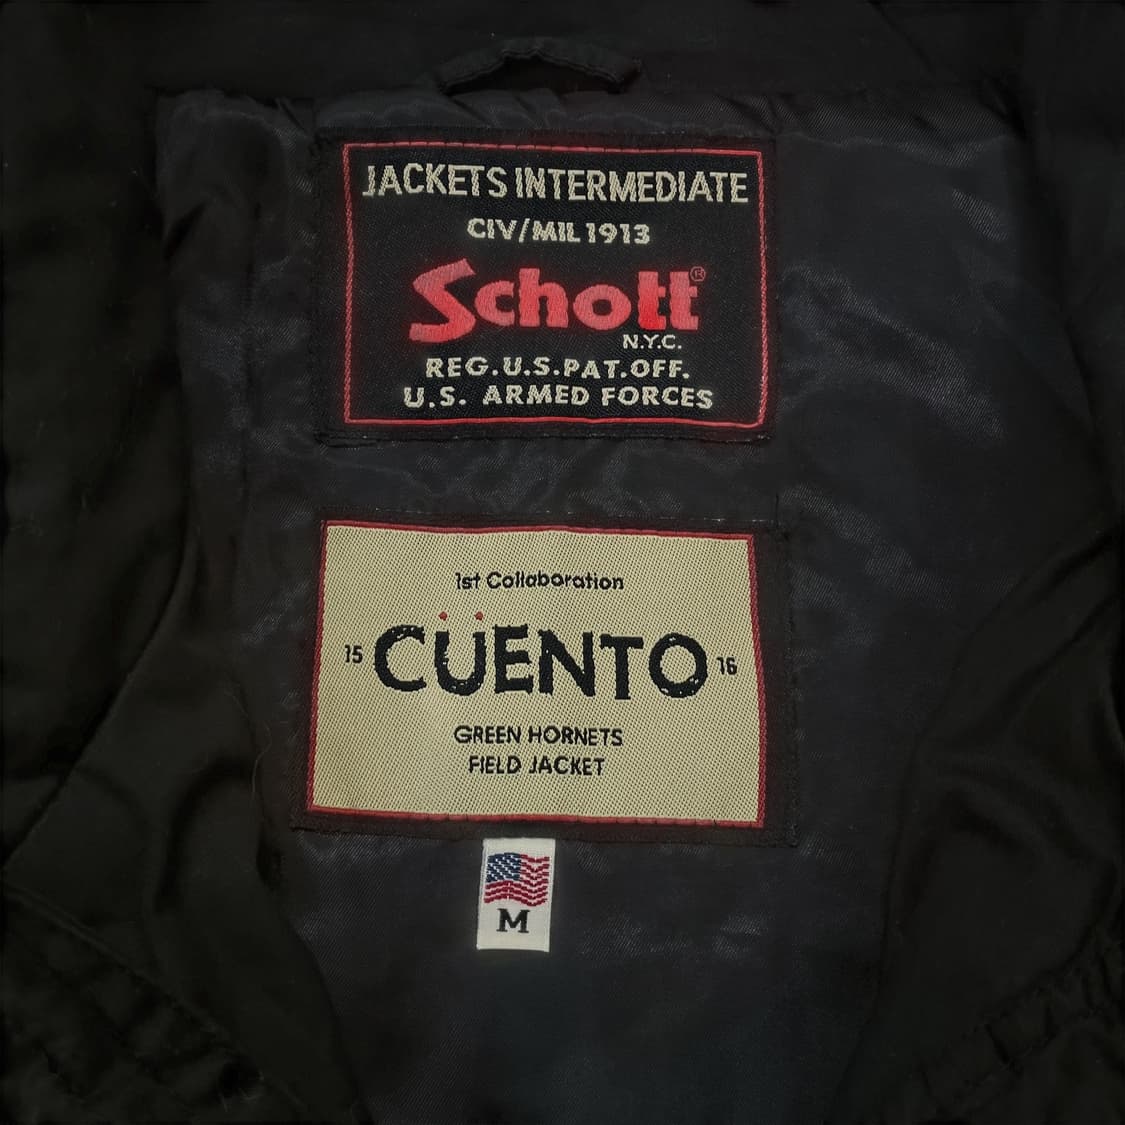 JACKETS INTERMEDIATE
CIV/MIL 1913
Schott®
N.Y.C.
REG.U.S.PAT.OFF.
U.S. ARMED FORCES
1st Collaboration
15 CÜENTO 16
GREEN HORNETS
FIELD JACKET
M